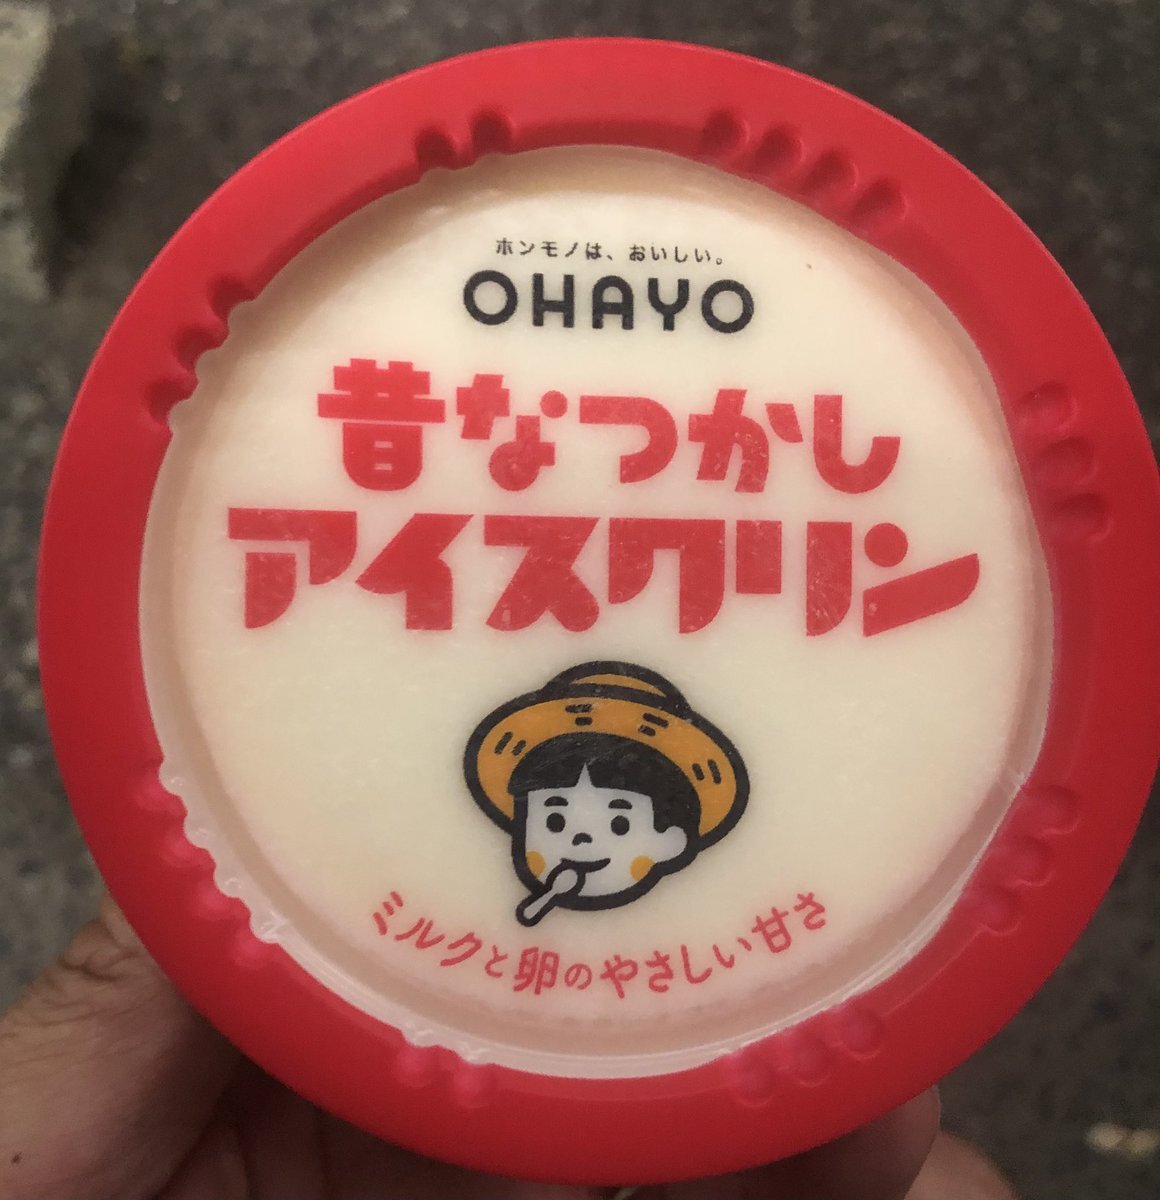 ホンモノは、おいしい。
OHAYO
昔なつかし
アイスクリン
ミルクと卵のやさしい甘さ